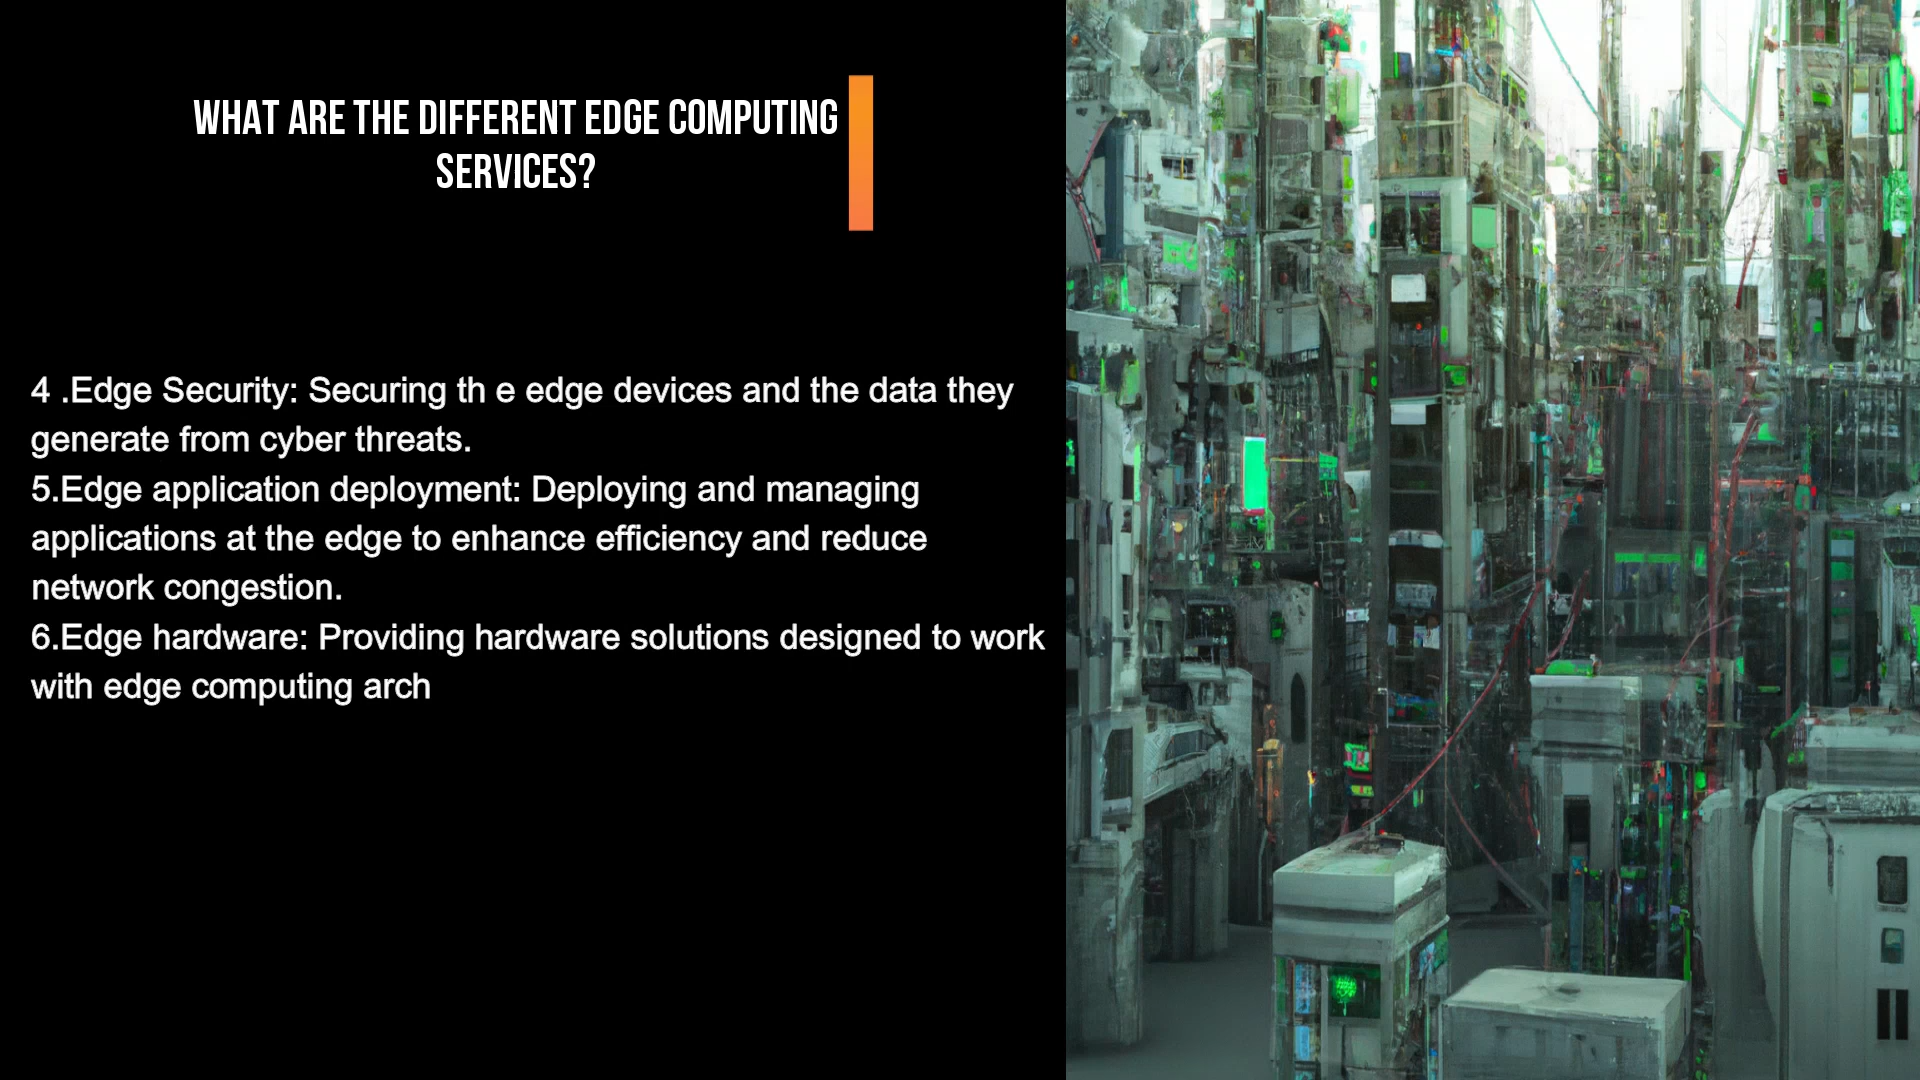 WHAT ARE THE DIFFERENT EDGE COMPUTING
SERVICES?
4 .Edge Security: Securing th e edge devices and the data they
generate from cyber threats.
5.Edge application deployment: Deploying and managing
applications at the edge to enhance efficiency and reduce
network congestion.
6.Edge hardware: Providing hardware solutions designed to work
with edge computing arch